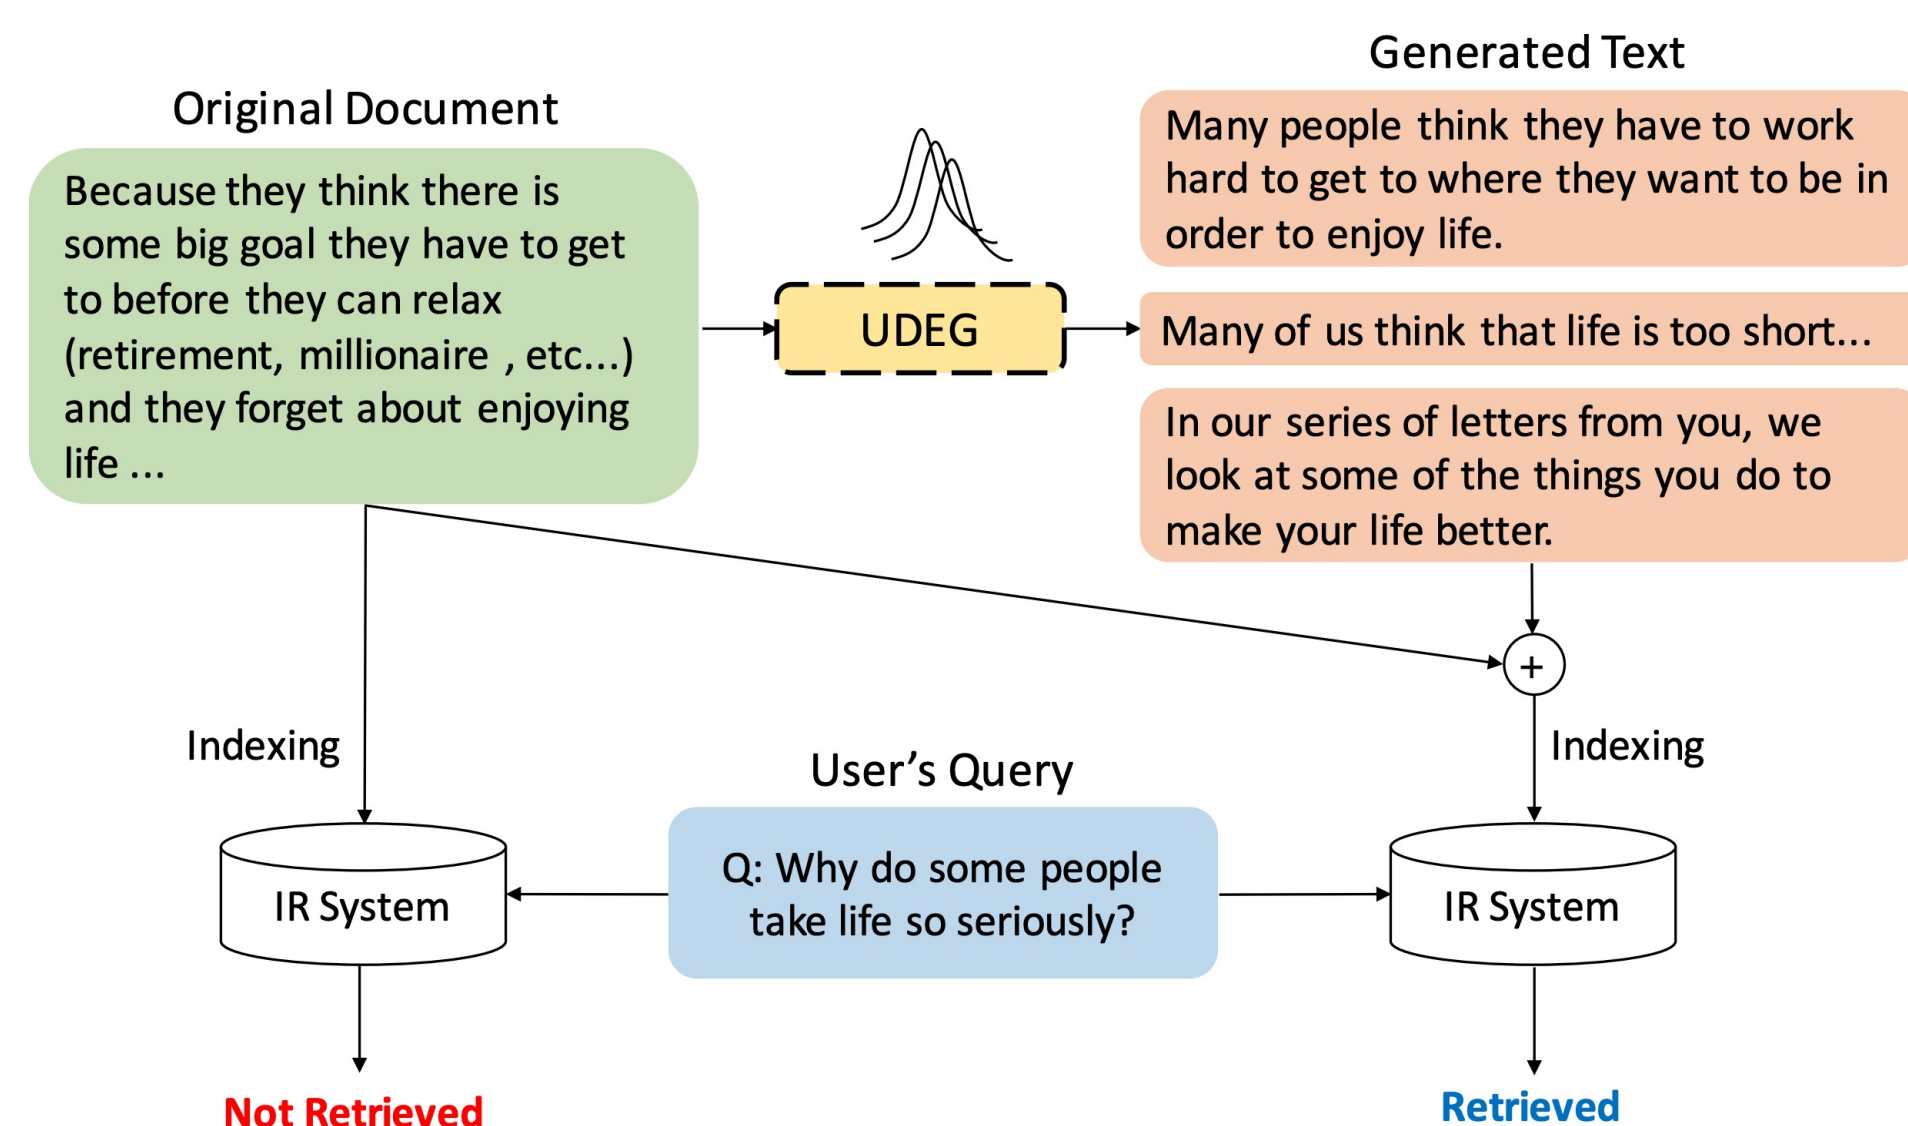 Original Document
Because they think there is
some big goal they have to get
to before they can relax
(retirement, millionaire , etc...)
and they forget about enjoying
life ...
UDEG
Generated Text
Many people think they have to work
hard to get to where they want to be in
order to enjoy life.
Many of us think that life is too short...
In our series of letters from you, we
look at some of the things you do to
make your life better.
+
Indexing
Indexing
User's Query
Q: Why do some people
take life so seriously?
IR System
IR System
Not Retrieved
Retrieved